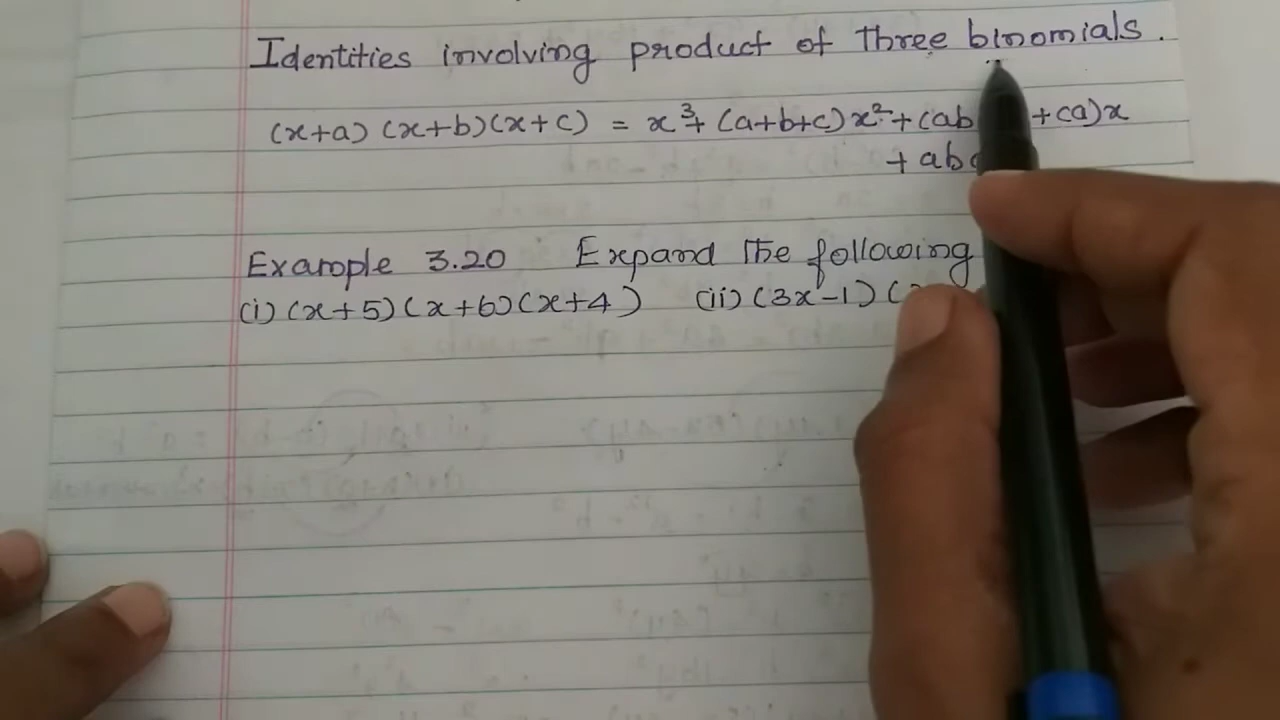 Identities involving product of three binomials.
(x+a) (x+b)(x+c) = x³+ (a+b+c)x²+(ab +ca)x
+ abc
Example 3.20 Expand the following
(i) (x+5)(x+6)(x+4) (ii) (3x-1)(